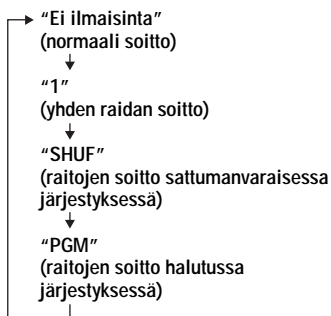 “Ei ilmaisinta”
(normaali soitto)
“1”
(yhden raidan soitto)
“SHUF”
(raitojen soitto sattumanvaraisessa
järjestyksessä)
“PGM”
(raitojen soitto halutussa
järjestyksessä)